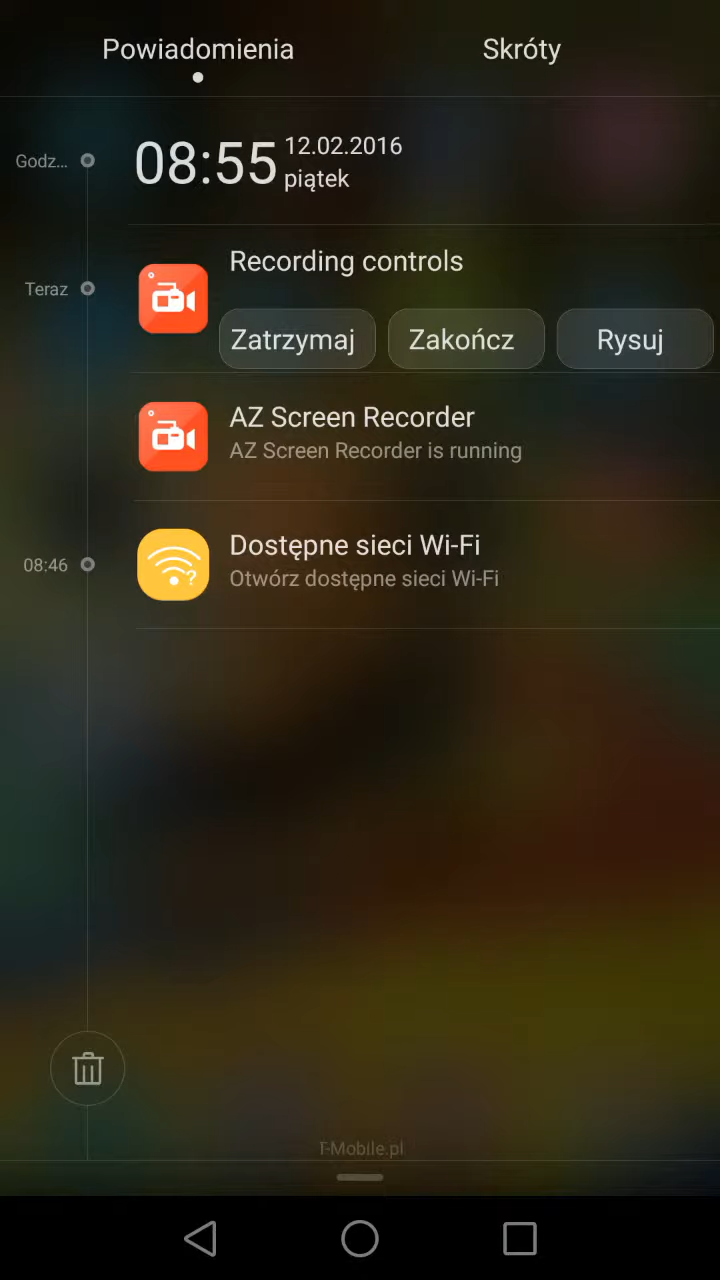 Powiadomienia
Skróty
Godz...
08:55
12.02.2016
piątek
Teraz
Recording controls
Zatrzymaj
Zakończ
Rysuj
AZ Screen Recorder
AZ Screen Recorder is running
08:46
Dostępne sieci Wi-Fi
Otwórz dostępne sieci Wi-Fi
T-Mobile.pl